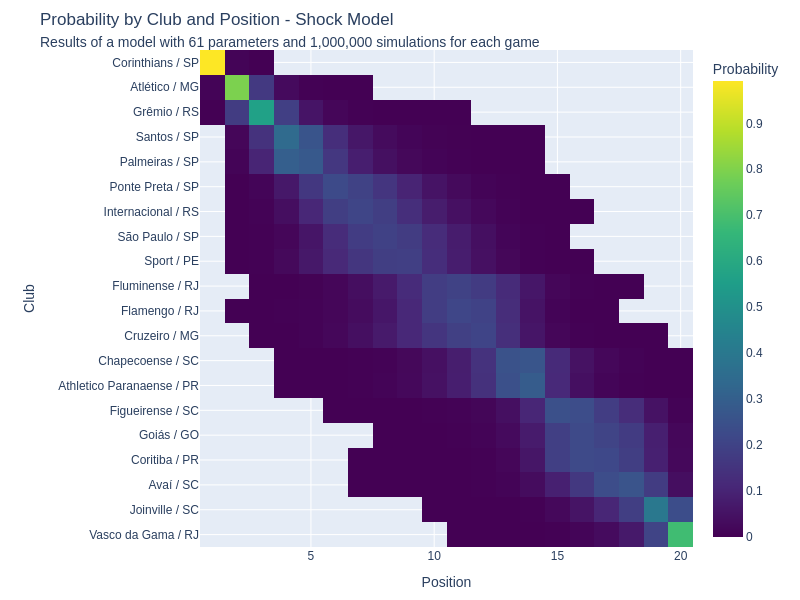 Probability by Club and Position - Shock Model
Results of a model with 61 parameters and 1,000,000 simulations for each game
Probability
Club
Corinthians / SP
Atlético / MG
Grêmio / RS
Santos / SP
Palmeiras / SP
Ponte Preta / SP
Internacional / RS
São Paulo / SP
Sport / PE
Fluminense / RJ
Flamengo / RJ
Cruzeiro / MG
Chapecoense / SC
Athletico Paranaense / PR
Figueirense / SC
Goiás / GO
Coritiba / PR
Avaí / SC
Joinville / SC
Vasco da Gama / RJ
0.9
0.8
0.7
0.6
0.5
0.4
0.3
0.2
0.1
0
5 10 15 20
Position